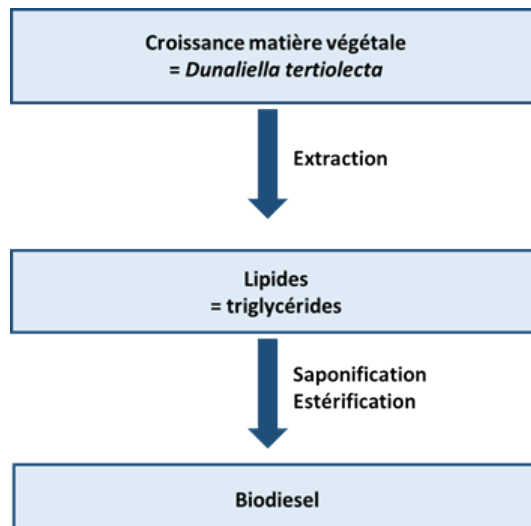 Croissance matière végétale
= Dunaliella tertiolecta
Extraction
Lipides
= triglycérides
Saponification
Estérification
Biodiesel